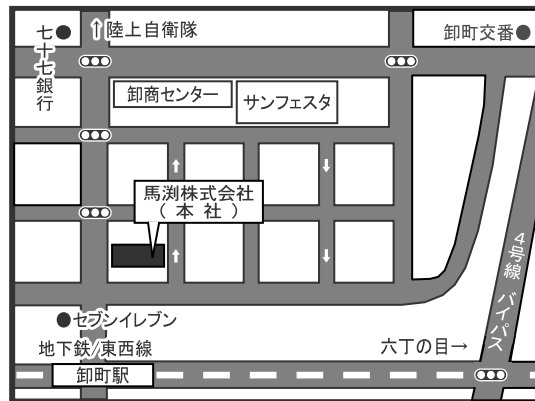 七十七銀行
↑陸上自衛隊
卸町交番
卸商センター
サンフェスタ
馬渕株式会社
（本社）
セブンイレブン
地下鉄/東西線
卸町駅
六丁の目→
4号線 バイパス